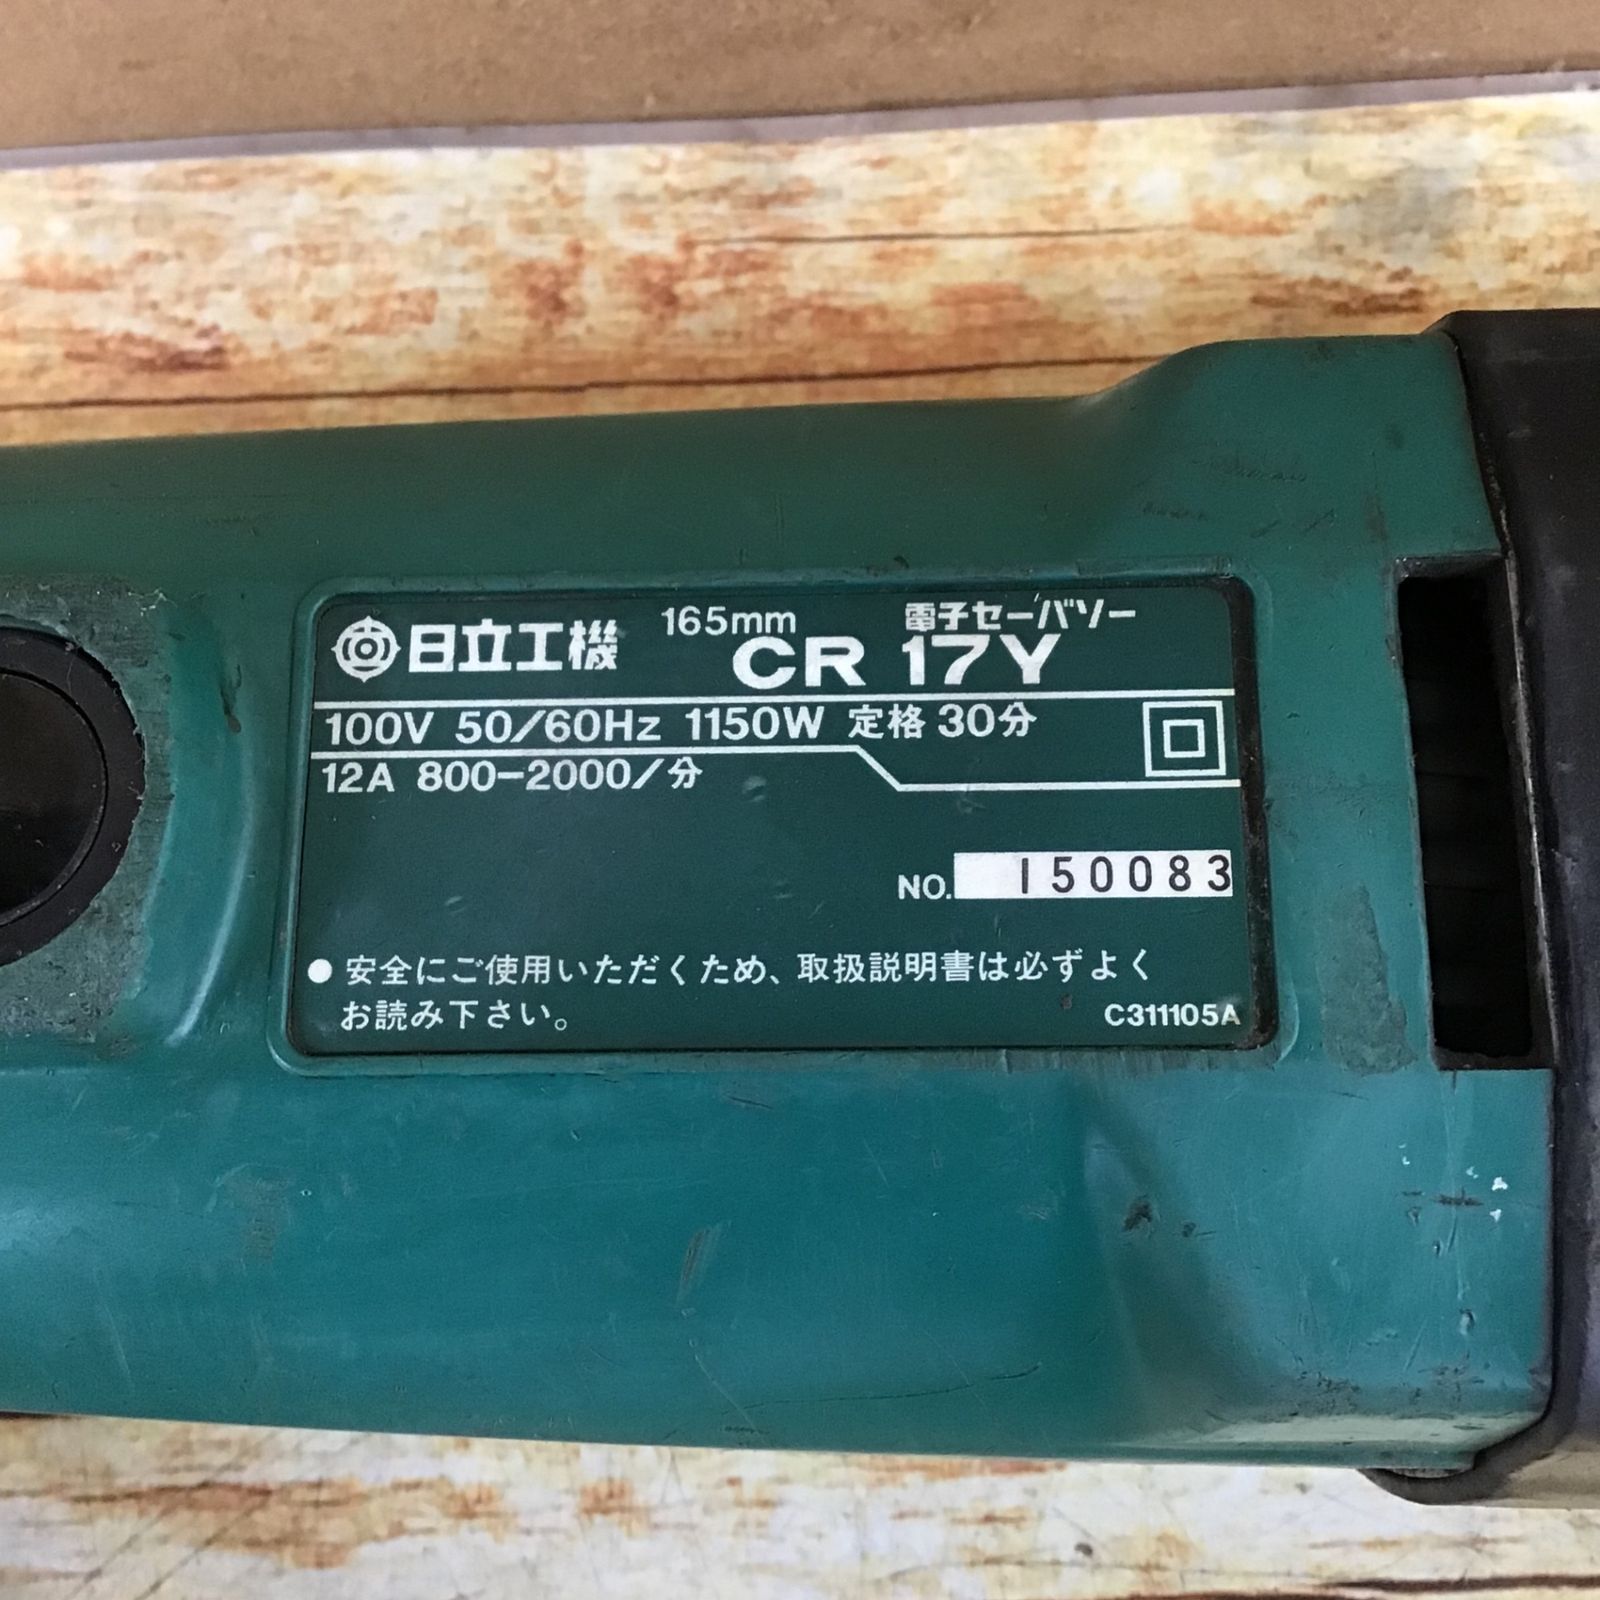 日立工機 165mm 電子セーバソー
CR 17Y
100V 50/60Hz 1150W 定格 30分
12A 800-2000/分
NO. 150083
● 安全にご使用いただくため、取扱説明書は必ずよく
お読み下さい。
C311105A